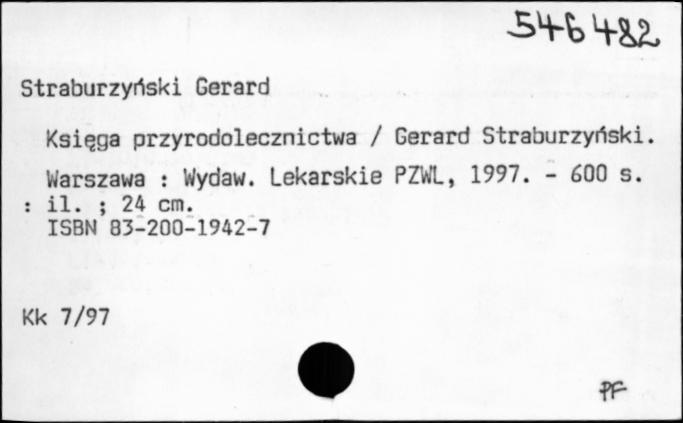 546482
Straburzyński Gerard
Księga przyrodolecznictwa / Gerard Straburzyński.
Warszawa : Wydaw. Lekarskie PZWL, 1997. - 600 s.
: il. ; 24 cm.
ISBN 83-200-1942-7
Kk 7/97
PF